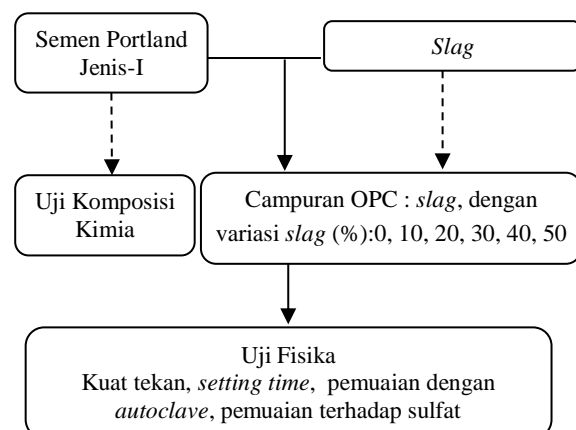 Semen Portland
Jenis-I
Slag
Uji Komposisi
Kimia
Campuran OPC : slag, dengan
variasi slag (%):0, 10, 20, 30, 40, 50
Uji Fisika
Kuat tekan, setting time, pemuaian dengan
autoclave, pemuaian terhadap sulfat